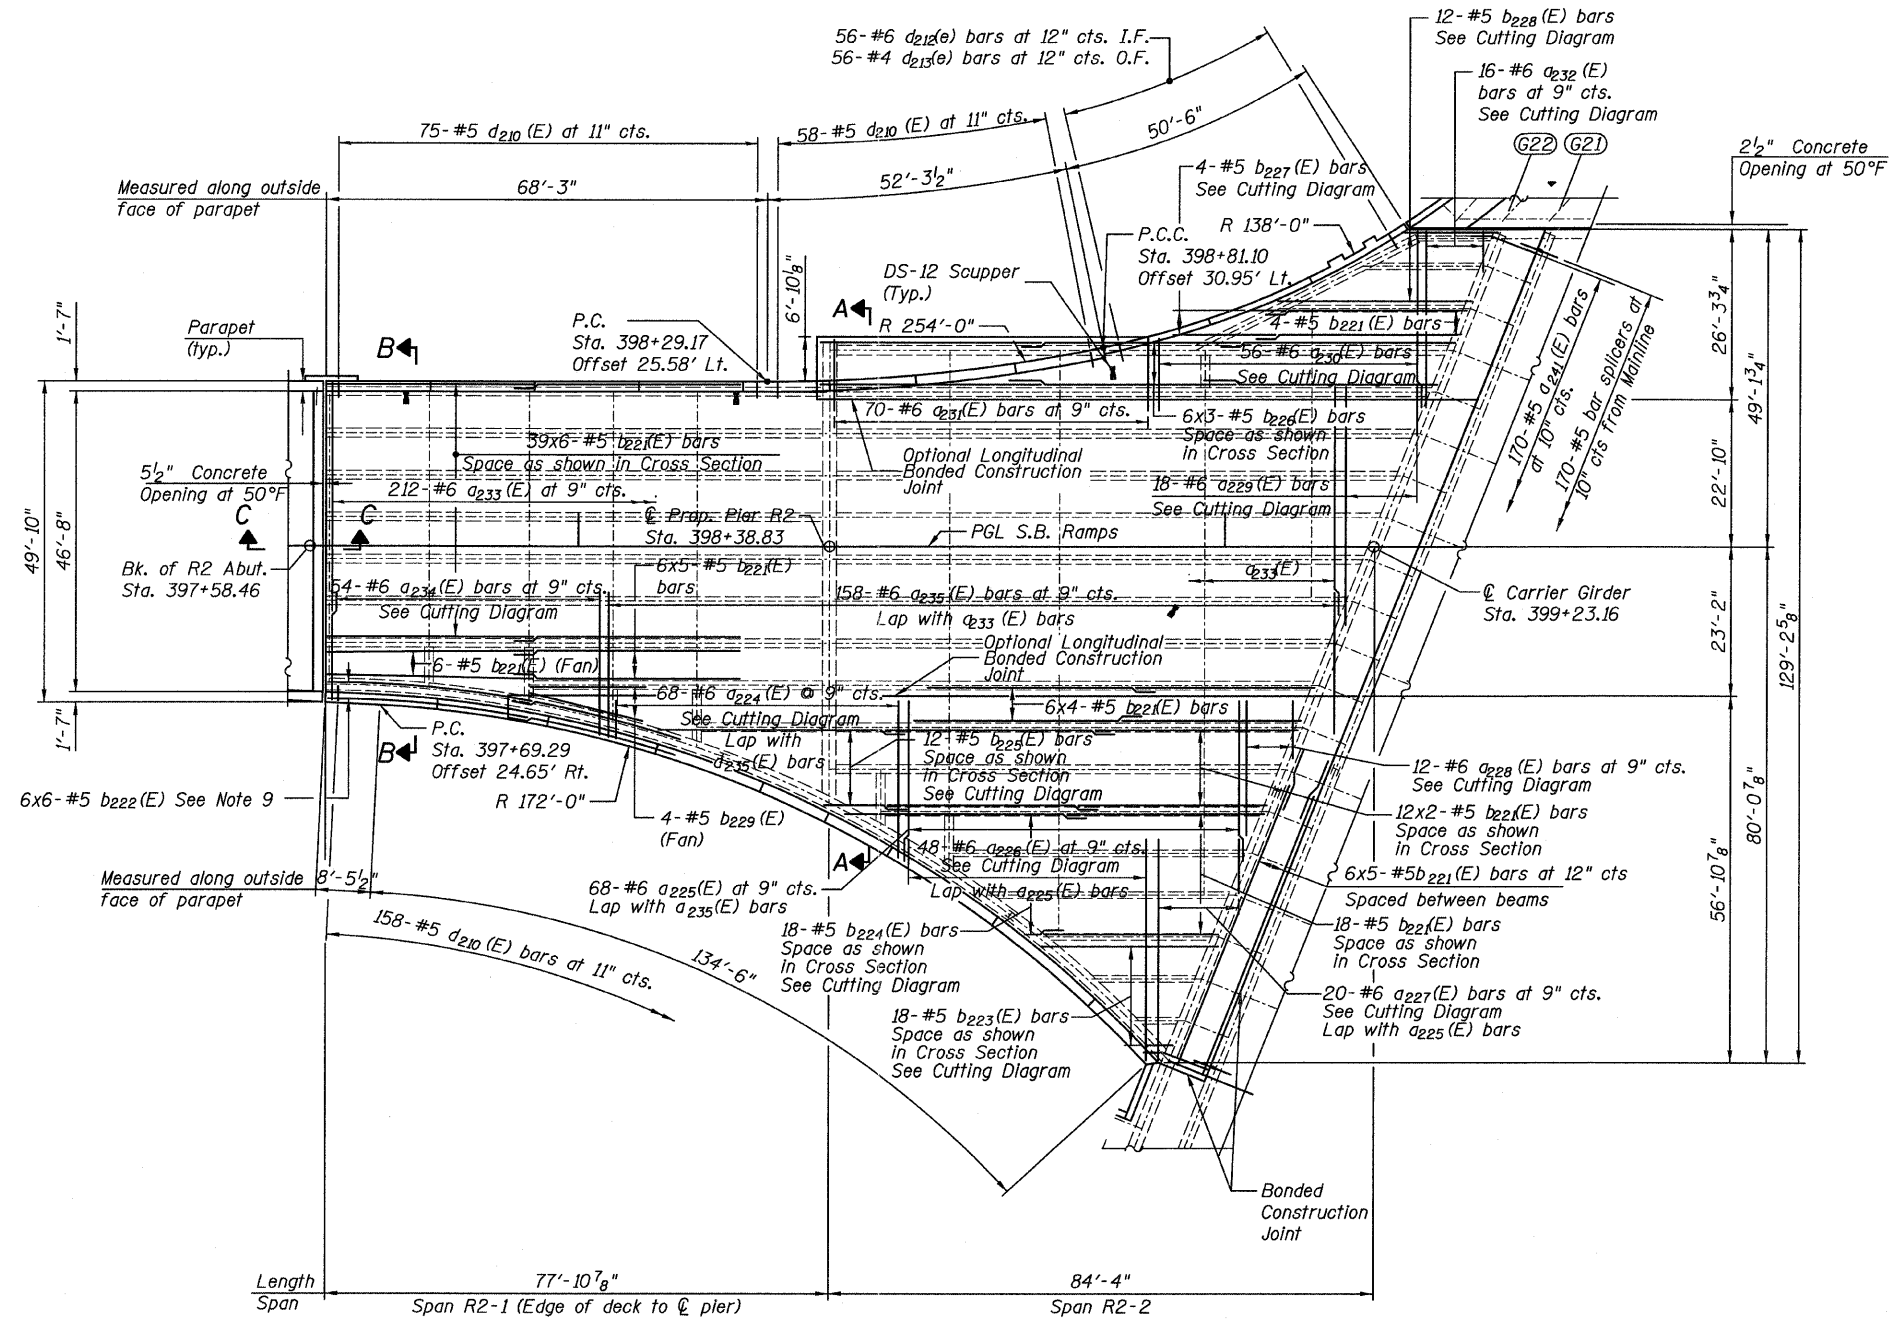 56-#6 d212(e) bars at 12" cts. I.F.
56-#4 d213(e) bars at 12" cts. O.F.
12-#5 b228(E) bars
See Cutting Diagram
16-#6 a232(E)
bars at 9" cts.
See Cutting Diagram
G22
G21
2½" Concrete
Opening at 50°F
75-#5 d210(E) at 11" cts.
58-#5 d210(E) at 11" cts.
50'-6"
Measured along outside
face of parapet
68'-3"
52'-3½"
4-#5 b227(E) bars
See Cutting Diagram
R 138'-0"
P.C.C.
Sta. 398+81.10
Offset 30.95' Lt.
DS-12 Scupper
(Typ.)
6'-10⅛"
A
R 254'-0"
1'-7"
Parapet
(typ.)
B
P.C.
Sta. 398+29.17
Offset 25.58' Lt.
4-#5 b221(E) bars
56-#6 a230(E) bars
See Cutting Diagram
26'-3¾"
170-#5 a241(E) bars
at 10" cts.
170-#5 bar splicers at
10" cts from Mainline
49'-1¾"
70-#6 a231(E) bars at 9" cts.
6x3-#5 b226(E) bars
Space as shown
in Cross Section
39x6-#5 b221(E) bars
Space as shown in Cross Section
Optional Longitudinal
Bonded Construction
Joint
5½" Concrete
Opening at 50°F
212-#6 a233(E) at 9" cts.
18-#6 a229(E) bars
See Cutting Diagram
22'-10"
C
C
℄ Prop. Pier R2
Sta. 398+38.83
PGL S.B. Ramps
49'-10"
46'-8"
Bk. of R2 Abut.
Sta. 397+58.46
6x5-#5 b221(E)
bars
a233(E)
54-#6 a234(E) bars at 9" cts.
See Cutting Diagram
158-#6 a235(E) bars at 9" cts.
Lap with a233(E) bars
℄ Carrier Girder
Sta. 399+23.16
23'-2"
129'-2⅝"
Optional Longitudinal
Bonded Construction
Joint
6-#5 b221(E) (Fan)
68-#6 a224(E) @ 9" cts.
See Cutting Diagram
Lap with
d235(E) bars
6x4-#5 b221(E) bars
1'-7"
P.C.
Sta. 397+69.29
Offset 24.65' Rt.
B
12-#5 b225(E) bars
Space as shown
in Cross Section
See Cutting Diagram
12-#6 a228(E) bars at 9" cts.
See Cutting Diagram
6x6-#5 b222(E) See Note 9
R 172'-0"
4-#5 b229(E)
(Fan)
12x2-#5 b221(E) bars
Space as shown
in Cross Section
80'-0⅞"
A
48-#6 a226(E) at 9" cts.
See Cutting Diagram
Lap with a225(E) bars
6x5-#5b221(E) bars at 12" cts
Spaced between beams
56'-10⅞"
Measured along outside
face of parapet
8'-5½"
68-#6 a225(E) at 9" cts.
Lap with a235(E) bars
158-#5 d210(E) bars at 11" cts.
134'-6"
18-#5 b224(E) bars
Space as shown
in Cross Section
See Cutting Diagram
18-#5 b221(E) bars
Space as shown
in Cross Section
20-#6 a227(E) bars at 9" cts.
See Cutting Diagram
Lap with a225(E) bars
18-#5 b223(E) bars
Space as shown
in Cross Section
See Cutting Diagram
Bonded
Construction
Joint
Length
Span
77'-10⅞"
Span R2-1 (Edge of deck to ℄ pier)
84'-4"
Span R2-2